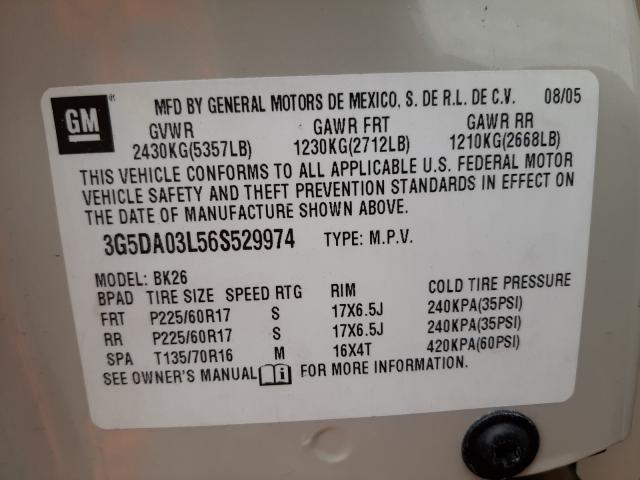 GM ® MFD BY GENERAL MOTORS DE MEXICO, S. DE R.L. DE C.V. 08/05
GVWR GAWR FRT GAWR RR
2430KG(5357LB) 1230KG(2712LB) 1210KG(2668LB)
THIS VEHICLE CONFORMS TO ALL APPLICABLE U.S. FEDERAL MOTOR
VEHICLE SAFETY AND THEFT PREVENTION STANDARDS IN EFFECT ON
THE DATE OF MANUFACTURE SHOWN ABOVE.
3G5DA03L56S529974 TYPE: M.P.V.
MODEL: BK26
BPAD TIRE SIZE SPEED RTG RIM COLD TIRE PRESSURE
FRT P225/60R17 S 17X6.5J 240KPA(35PSI)
RR P225/60R17 S 17X6.5J 240KPA(35PSI)
SPA T135/70R16 M 16X4T 420KPA(60PSI)
SEE OWNER'S MANUAL i FOR MORE INFORMATION.